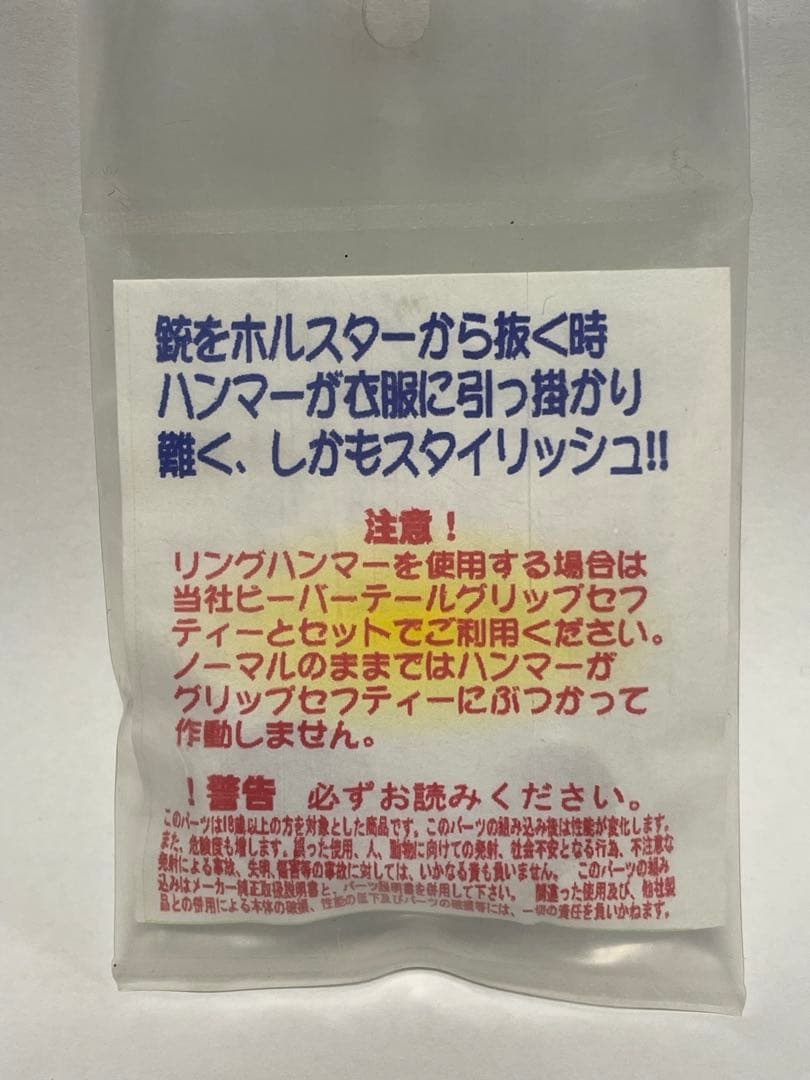 銃をホルスターから抜く時
ハンマーが衣服に引っ掛かり
難く、しかもスタイリッシュ!!
注意！
リングハンマーを使用する場合は
当社ビーバーテールグリップセフ
ティーとセットでご利用ください。
ノーマルのままではハンマーが
グリップセフティーにぶつかって
作動しません。
！警告　必ずお読みください。
このパーツは18歳以上の方を対象とした商品です。このパーツの組み込み後は性能が変化します。
また、危険度も増します。誤った使用、人、動物に向けての発射、社会不安となる行為、不注意な
発射による事故、失明、傷害等の事故に対しては、いかなる責も負いません。　このパーツの組み
込みはメーカー純正取扱説明書と、パーツ説明書を併用して下さい。　間違った使用及び、他社製
品との併用による本体の破損、性能の低下及びパーツの破損等には、一切の責任を負いかねます。